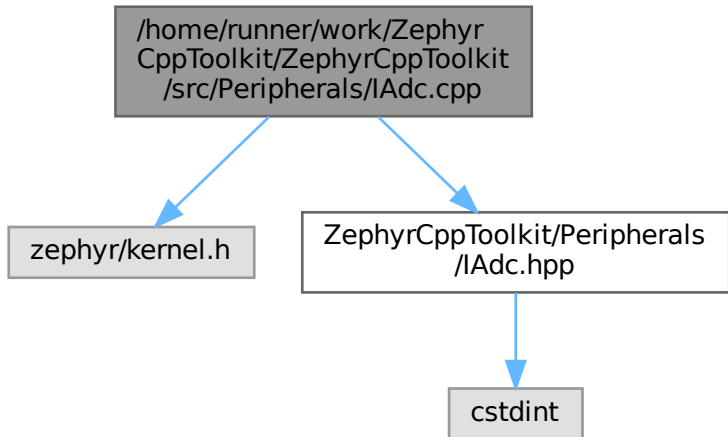 /home/runner/work/Zephyr
CppToolkit/ZephyrCppToolkit
/src/Peripherals/IAdc.cpp
zephyr/kernel.h
ZephyrCppToolkit/Peripherals
/IAdc.hpp
cstdint